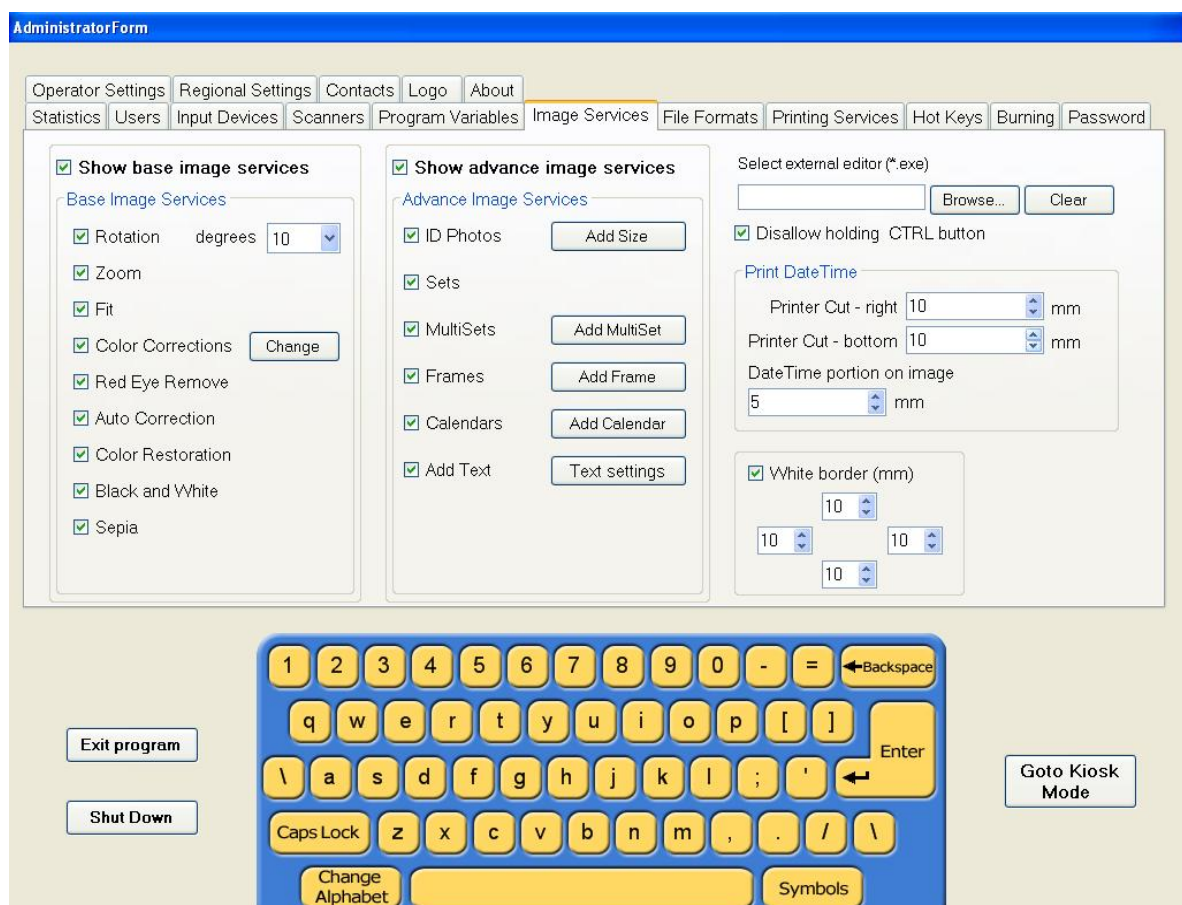 AdministratorForm
Operator Settings Regional Settings Contacts Logo About
Statistics Users Input Devices Scanners Program Variables Image Services File Formats Printing Services Hot Keys Burning Password
Show base image services
Base Image Services
Rotation degrees 10
Zoom
Fit
Color Corrections Change
Red Eye Remove
Auto Correction
Color Restoration
Black and White
Sepia
Show advance image services
Advance Image Services
ID Photos Add Size
Sets
MultiSets Add MultiSet
Frames Add Frame
Calendars Add Calendar
Add Text Text settings
Select external editor (*.exe)
Browse... Clear
Disallow holding CTRL button
Print DateTime
Printer Cut - right 10 mm
Printer Cut - bottom 10 mm
DateTime portion on image
5 mm
White border (mm)
10
10 10
10
Exit program
Shut Down
1 2 3 4 5 6 7 8 9 0 - = Backspace
q w e r t y u i o p [ ]
Enter
\ a s d f g h j k l ; '
Caps Lock z x c v b n m , . / \
Change
Alphabet
Symbols
Goto Kiosk
Mode